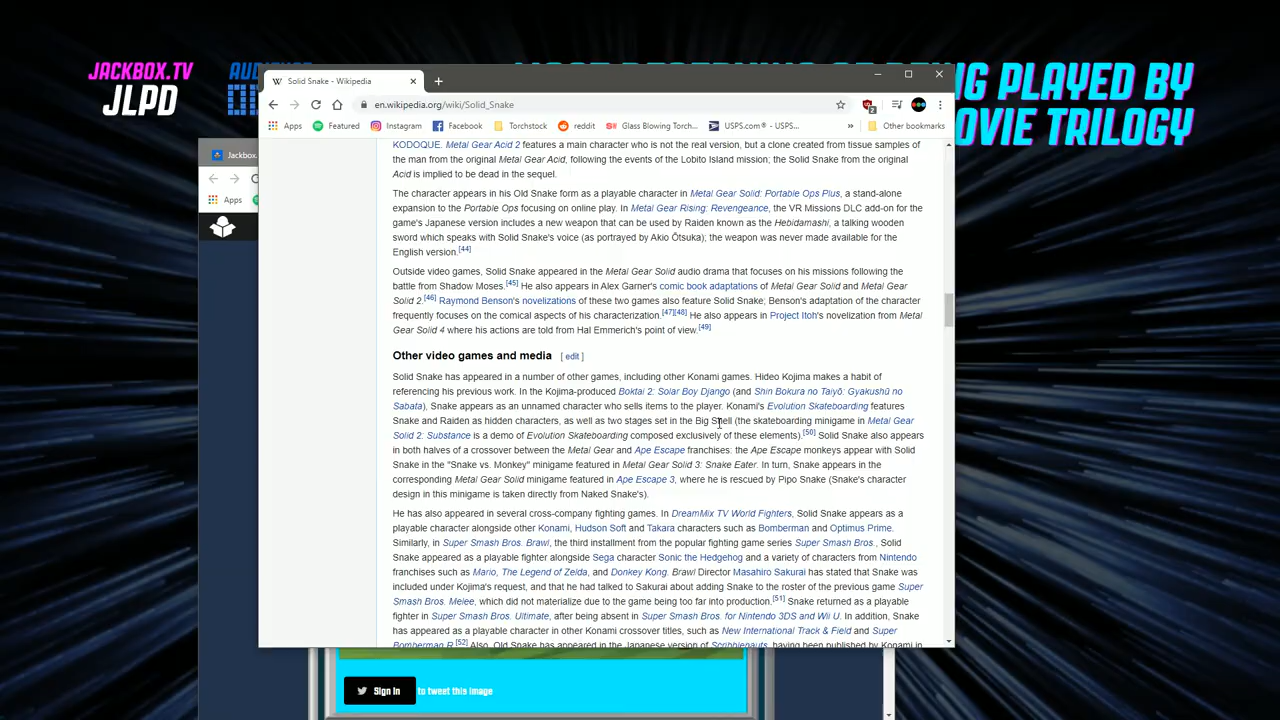 JACKBOX.TV
JLPD
PLAYED BY
OVIE TRILOGY
Solid Snake - Wikipedia
en.wikipedia.org/wiki/Solid_Snake
Apps Featured Instagram Facebook Torchstock reddit Glass Blowing Torch... USPS.com® - USPS... » Other bookmarks
Jackbox.
Apps
KODOQUE. Metal Gear Acid 2 features a main character who is not the real version, but a clone created from tissue samples of
the man from the original Metal Gear Acid, following the events of the Lobito Island mission; the Solid Snake from the original
Acid is implied to be dead in the sequel.
The character appears in his Old Snake form as a playable character in Metal Gear Solid: Portable Ops Plus, a stand-alone
expansion to the Portable Ops focusing on online play. In Metal Gear Rising: Revengeance, the VR Missions DLC add-on for the
game's Japanese version includes a new weapon that can be used by Raiden known as the Hebidamashi, a talking wooden
sword which speaks with Solid Snake's voice (as portrayed by Akio Ōtsuka); the weapon was never made available for the
English version.[44]
Outside video games, Solid Snake appeared in the Metal Gear Solid audio drama that focuses on his missions following the
battle from Shadow Moses.[45] He also appears in Alex Garner's comic book adaptations of Metal Gear Solid and Metal Gear
Solid 2.[46] Raymond Benson's novelizations of these two games also feature Solid Snake; Benson's adaptation of the character
frequently focuses on the comical aspects of his characterization.[47][48] He also appears in Project Itoh's novelization from Metal
Gear Solid 4 where his actions are told from Hal Emmerich's point of view.[49]
Other video games and media [ edit ]
Solid Snake has appeared in a number of other games, including other Konami games. Hideo Kojima makes a habit of
referencing his previous work. In the Kojima-produced Boktai 2: Solar Boy Django (and Shin Bokura no Taiyō: Gyakushū no
Sabata), Snake appears as an unnamed character who sells items to the player. Konami's Evolution Skateboarding features
Snake and Raiden as hidden characters, as well as two stages set in the Big Shell (the skateboarding minigame in Metal Gear
Solid 2: Substance is a demo of Evolution Skateboarding composed exclusively of these elements).[50] Solid Snake also appears
in both halves of a crossover between the Metal Gear and Ape Escape franchises: the Ape Escape monkeys appear with Solid
Snake in the "Snake vs. Monkey" minigame featured in Metal Gear Solid 3: Snake Eater. In turn, Snake appears in the
corresponding Metal Gear Solid minigame featured in Ape Escape 3, where he is rescued by Pipo Snake (Snake's character
design in this minigame is taken directly from Naked Snake's).
He has also appeared in several cross-company fighting games. In DreamMix TV World Fighters, Solid Snake appears as a
playable character alongside other Konami, Hudson Soft and Takara characters such as Bomberman and Optimus Prime.
Similarly, in Super Smash Bros. Brawl, the third installment from the popular fighting game series Super Smash Bros., Solid
Snake appeared as a playable fighter alongside Sega character Sonic the Hedgehog and a variety of characters from Nintendo
franchises such as Mario, The Legend of Zelda, and Donkey Kong. Brawl Director Masahiro Sakurai has stated that Snake was
included under Kojima's request, and that he had talked to Sakurai about adding Snake to the roster of the previous game Super
Smash Bros. Melee, which did not materialize due to the game being too far into production.[51] Snake returned as a playable
fighter in Super Smash Bros. Ultimate, after being absent in Super Smash Bros. for Nintendo 3DS and Wii U. In addition, Snake
has appeared as a playable character in other Konami crossover titles, such as New International Track & Field and Super
Bomberman R.[52] Also, Old Snake has appeared in the Japanese version of Scribblenauts, having been published by Konami in
Sign In to tweet this image